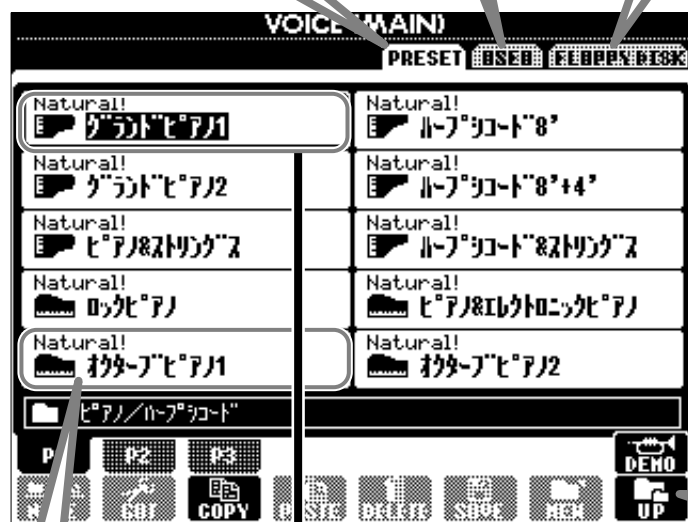 VOICE (MAIN)
PRESET USER FLOPPY DISK
Natural!
グランドピアノ1
Natural!
ハープシコード8'
Natural!
グランドピアノ2
Natural!
ハープシコード8'+4'
Natural!
ピアノ&ストリングス
Natural!
ハープシコード&ストリングス
Natural!
ロックピアノ
Natural!
ピアノ&エレクトロニックピアノ
Natural!
オクターブピアノ1
Natural!
オクターブピアノ2
ピアノ/ハープシコード
P2 P3 DEMO
CUT COPY PASTE DELETE SAVE NEW UP